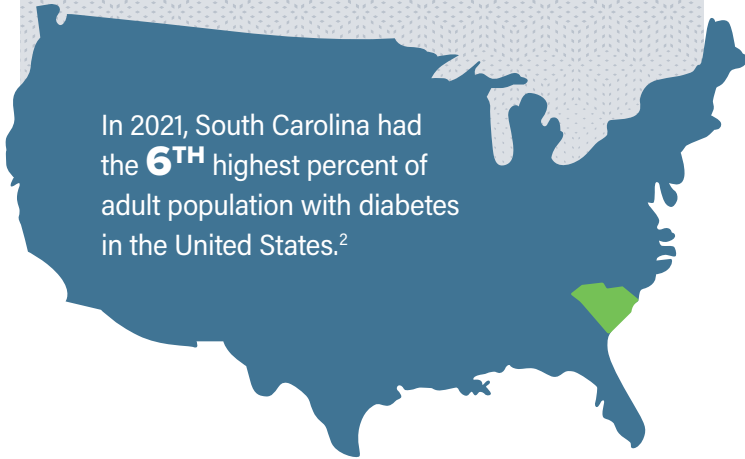 In 2021, South Carolina had
the 6TH highest percent of
adult population with diabetes
in the United States.2